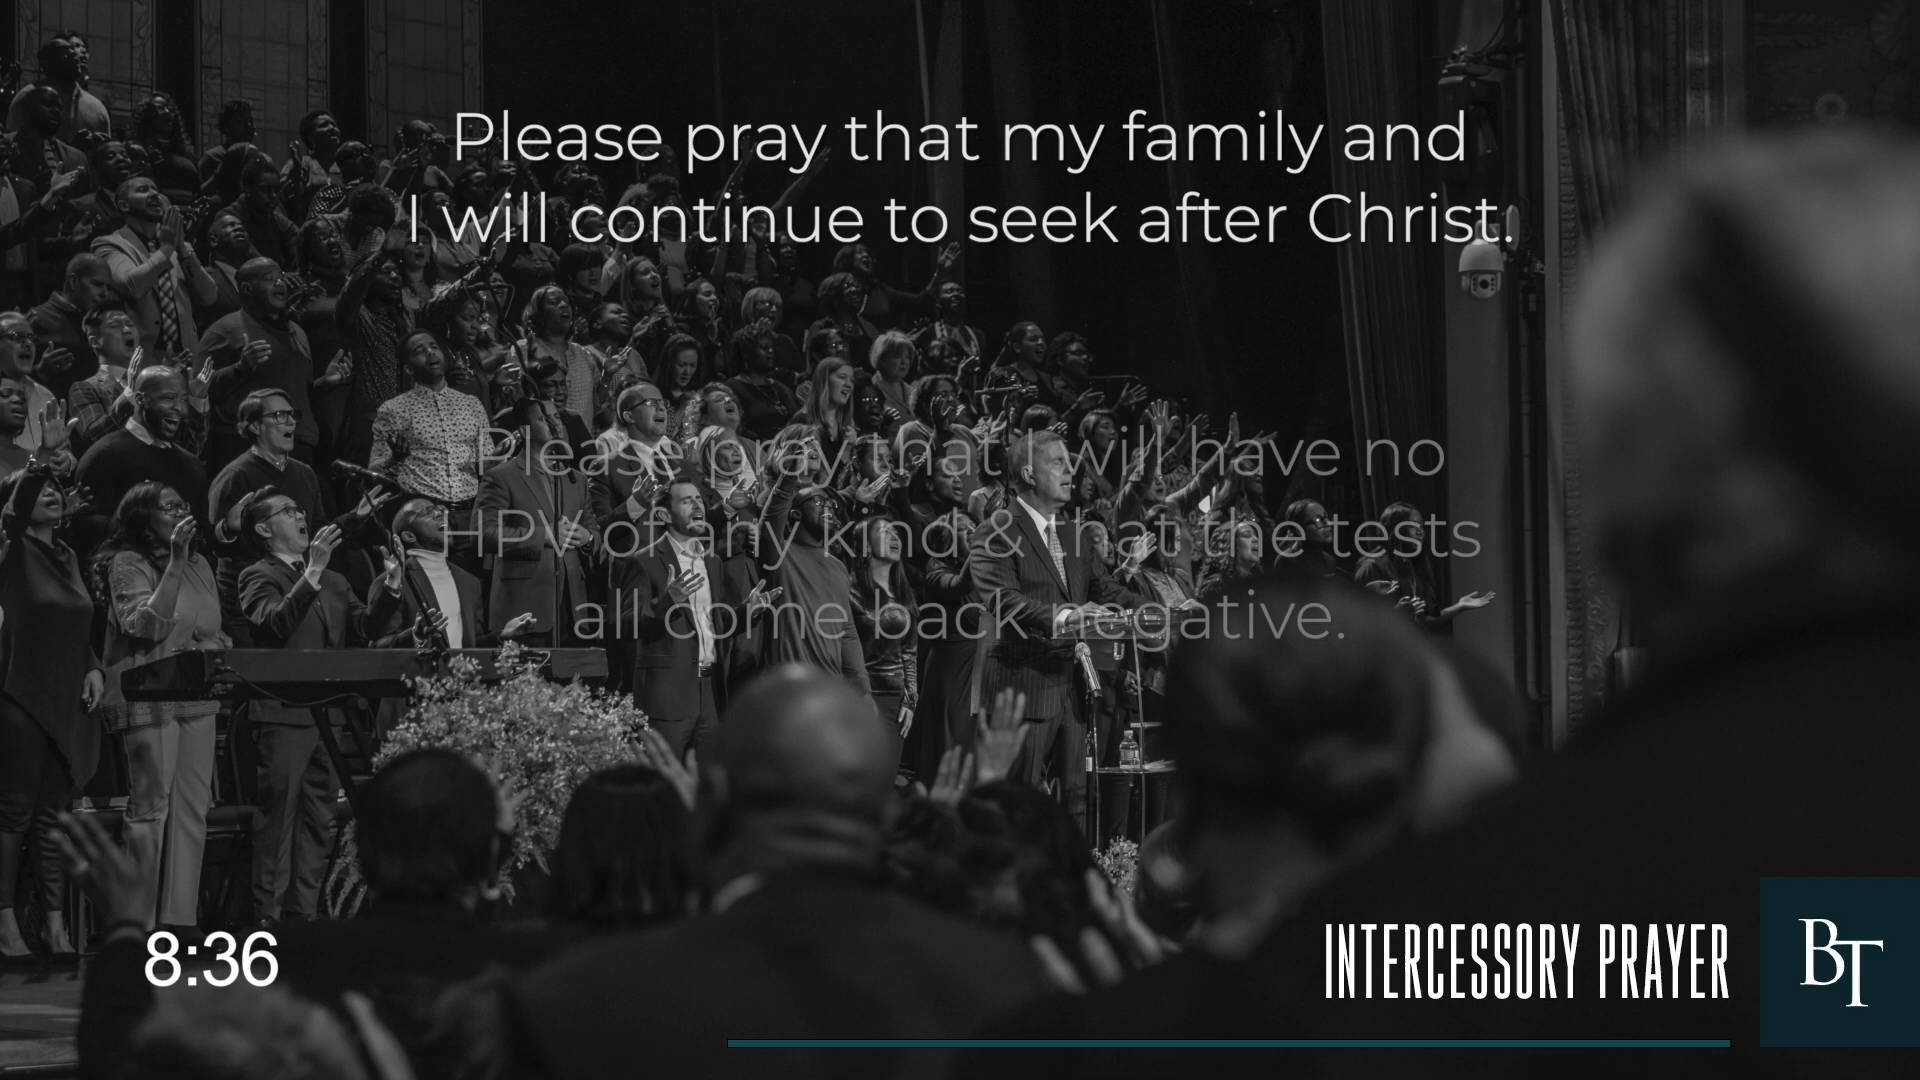 Please pray that my family and
I will continue to seek after Christ.
Please pray that I will have no
HPV of any kind & that the tests
all come back negative.
8:36
INTERCESSORY PRAYER
BT